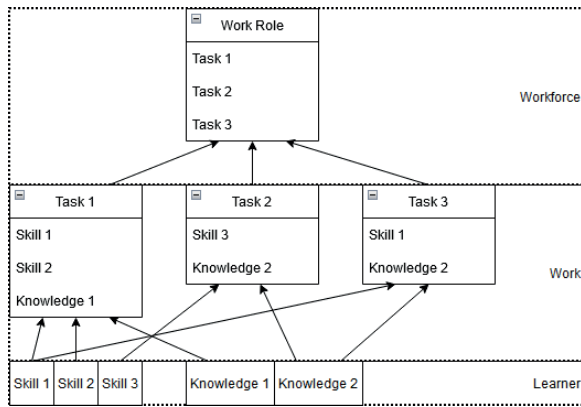 Work Role
Task 1
Task 2
Task 3
Workforce
Task 1
Skill 1
Skill 2
Knowledge 1
Task 2
Skill 3
Knowledge 2
Task 3
Skill 1
Knowledge 2
Work
Skill 1 Skill 2 Skill 3 Knowledge 1 Knowledge 2 Learner